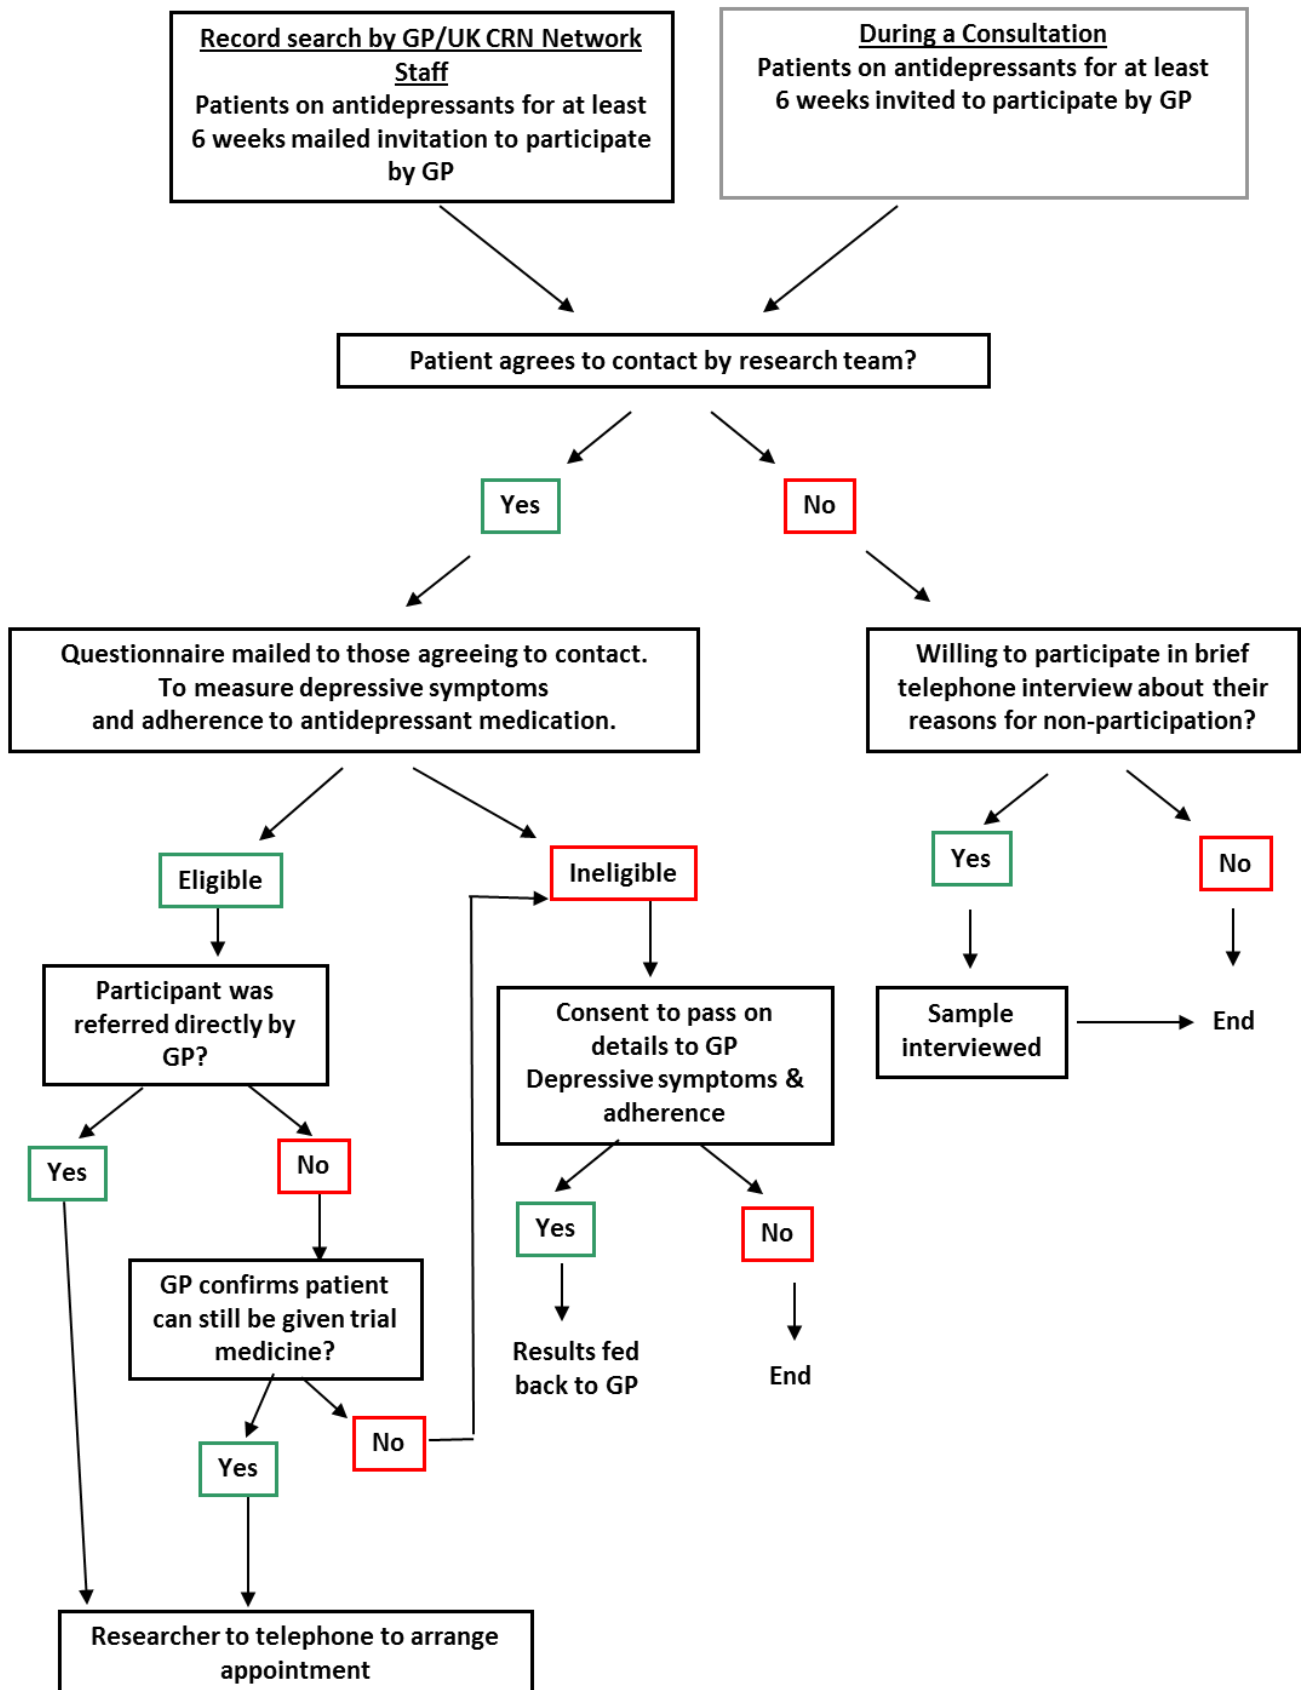 Record search by GP/UK CRN Network
Staff
Patients on antidepressants for at least
6 weeks mailed invitation to participate
by GP
During a Consultation
Patients on antidepressants for at least
6 weeks invited to participate by GP
Patient agrees to contact by research team?
Yes
No
Questionnaire mailed to those agreeing to contact.
To measure depressive symptoms
and adherence to antidepressant medication.
Willing to participate in brief
telephone interview about their
reasons for non-participation?
Eligible
Ineligible
Yes
No
Participant was
referred directly by
GP?
Consent to pass on
details to GP
Depressive symptoms &
adherence
Sample
interviewed
End
Yes
No
Yes
No
GP confirms patient
can still be given trial
medicine?
Results fed
back to GP
End
Yes
No
Researcher to telephone to arrange
appointment